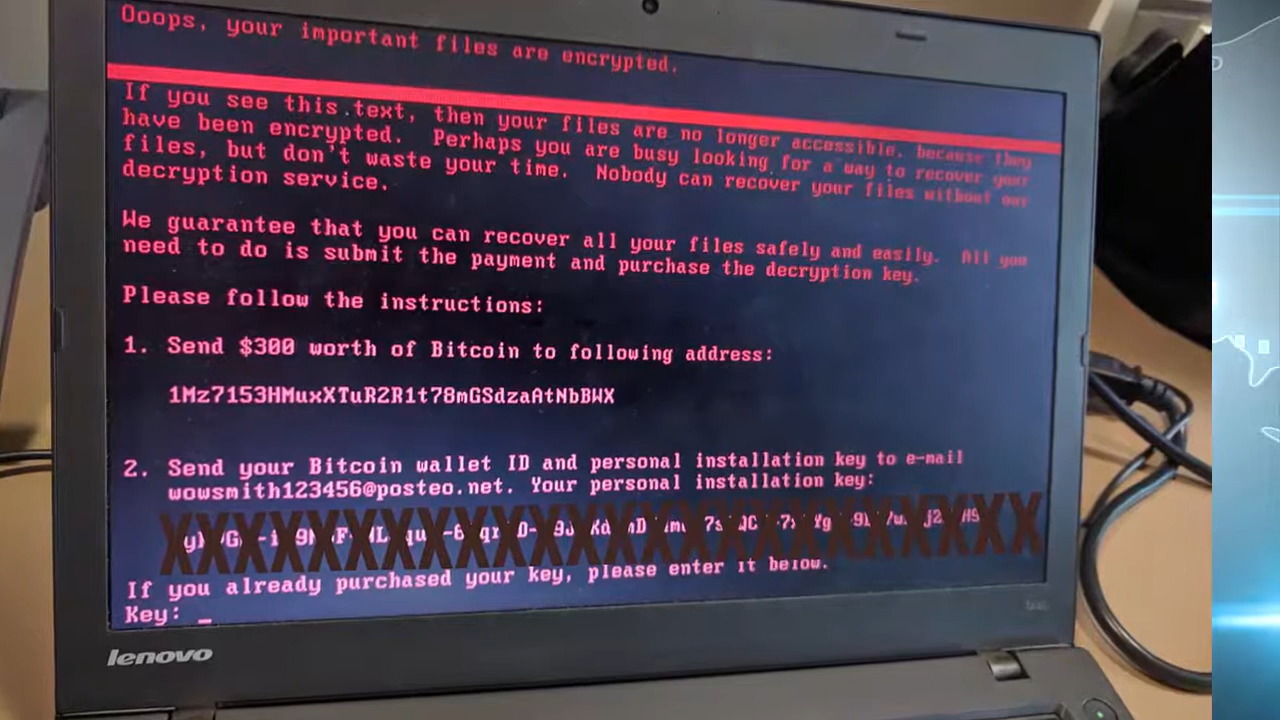 Ooops, your important files are encrypted.
If you see this text, then your files are no longer accessible, because they
have been encrypted. Perhaps you are busy looking for a way to recover your
files, but don't waste your time. Nobody can recover your files without our
decryption service.
We guarantee that you can recover all your files safely and easily. All you
need to do is submit the payment and purchase the decryption key.
Please follow the instructions:
1. Send $300 worth of Bitcoin to following address:
1Mz7153HMuxXTuR2R1t78mGSdzaAtNbBWX
2. Send your Bitcoin wallet ID and personal installation key to e-mail
wowsmith123456@posteo.net. Your personal installation key:
XXXXXXXXXXXXXXXXXXXXXXXX
If you already purchased your key, please enter it below.
Key: _
lenovo